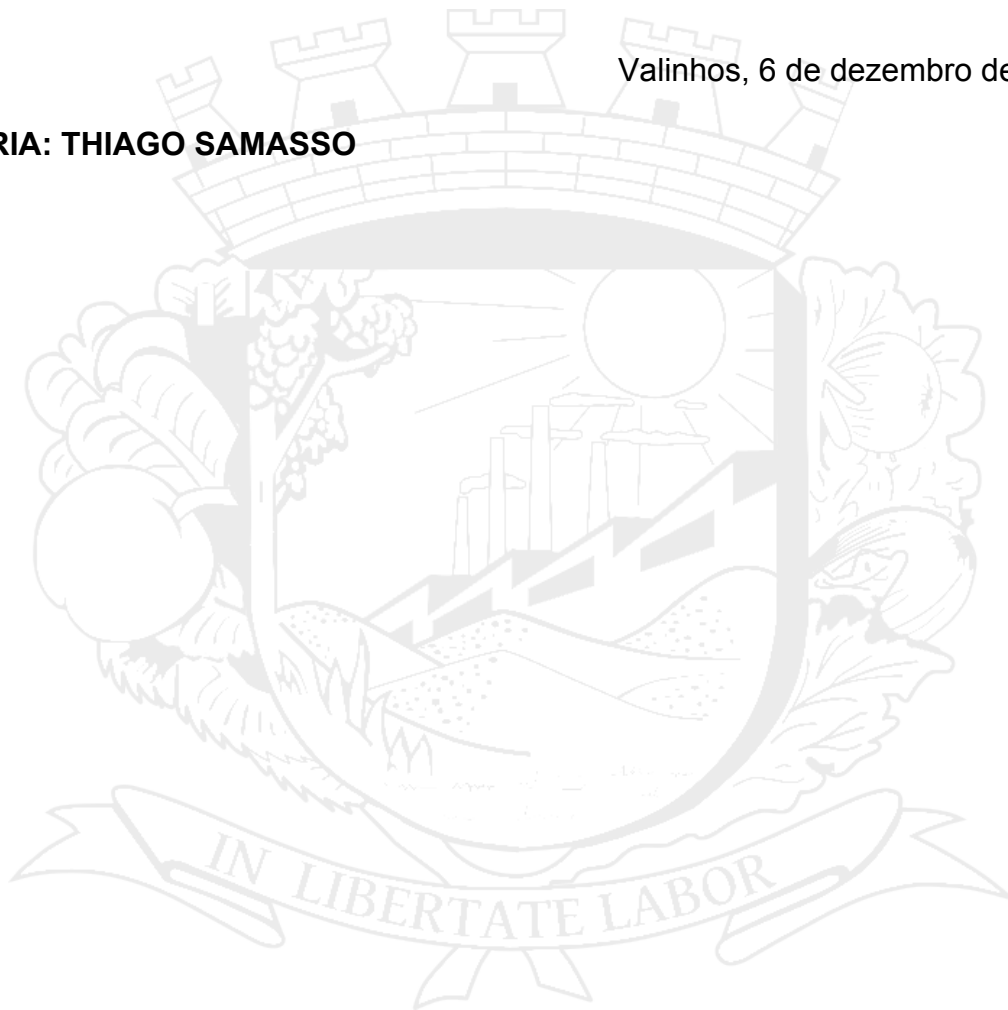 Valinhos, 6 de dezembro de
RIA: THIAGO SAMASSO
IN LIBERTATE LABOR